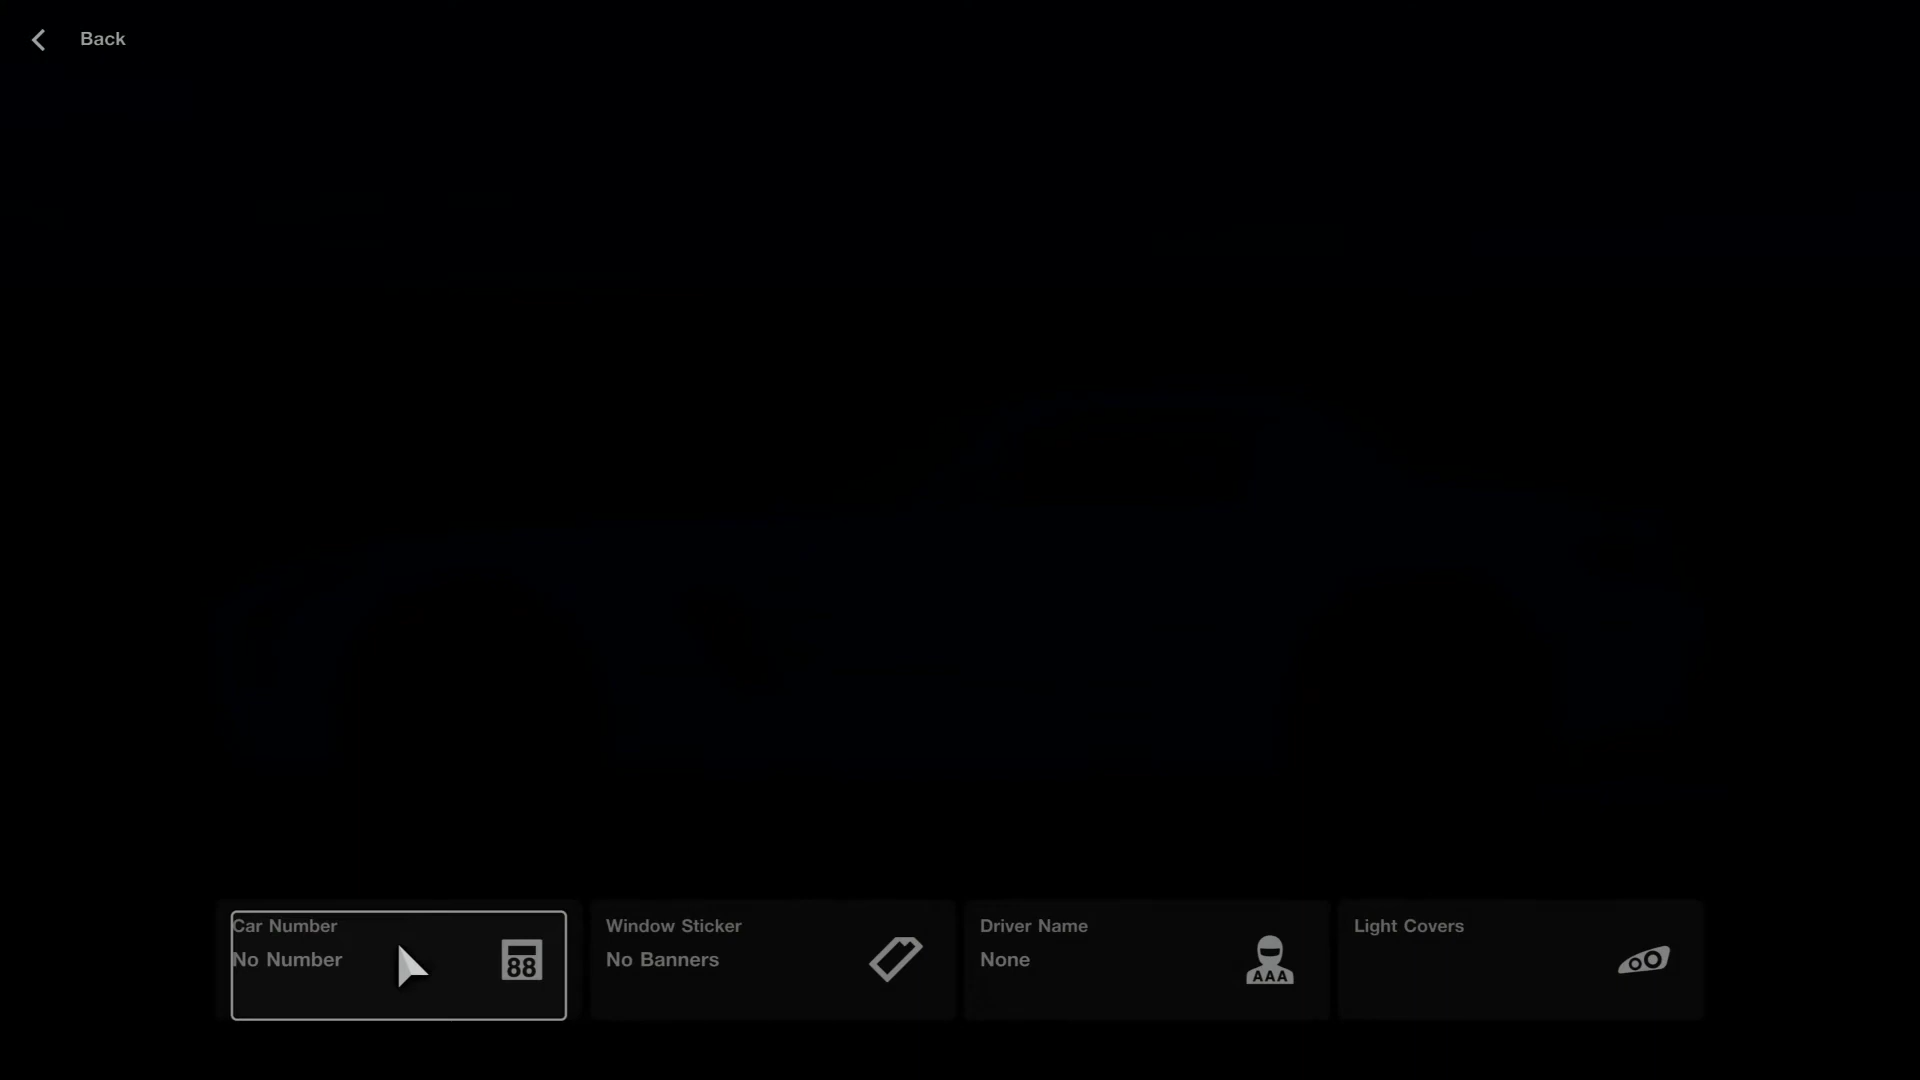 Back
Car Number
No Number
88
Window Sticker
No Banners
Driver Name
None
AAA
Light Covers